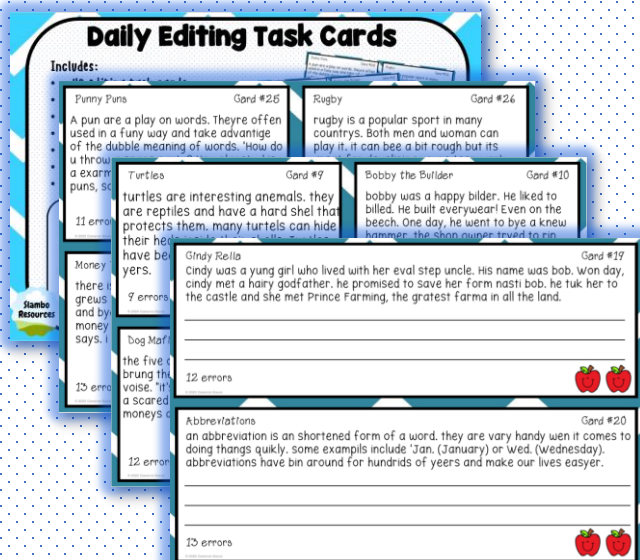 Daily Editing Task Cards
Includes:
Punny Puns Card #25
A pun are a play on words. Theyre offen
used in a funy way and take advantige
of the dubble meaning of words. 'How do
u throw
a exarm
puns, sc
11 erro
Rugby Card #26
rugby is a popular sport in many
countrys. Both men and woman can
play it. it can bee a bit rough but its
Money
there is
grews
and by
money
says. i
13 erro
Slambo
Resources
Turtles Card #9
turtles are interesting anemals. they
are reptiles and have a hard shel that
protects them. many turtels can hide
their hed
have be
yers.
9 errors
Bobby the Builder Card #10
bobby was a happy bilder. He liked to
billed. He built everywear! Even on the
beech. One day, he went to bye a knew
hammer. the shop owner tryed to rip
Dog Maf
the five
brung th
voise. "it'
a scared
moneys
12 error
Cindy Rella Card #19
Cindy was a yung girl who lived with her eval step uncle. His name was bob. Won day,
cindy met a hairy godfather. he promised to save her form nasti bob. he tuk her to
the castle and she met Prince Farming, the gratest farma in all the land.
12 errors
Abbreviations Card #20
an abbreviation is an shortened form of a word. they are vary handy wen it comes to
doing thangs quikly. some exampils include 'Jan. (January) or Wed. (Wednesday).
abbreviations have bin around for hundrids of yeers and make our lives easyer.
13 errors